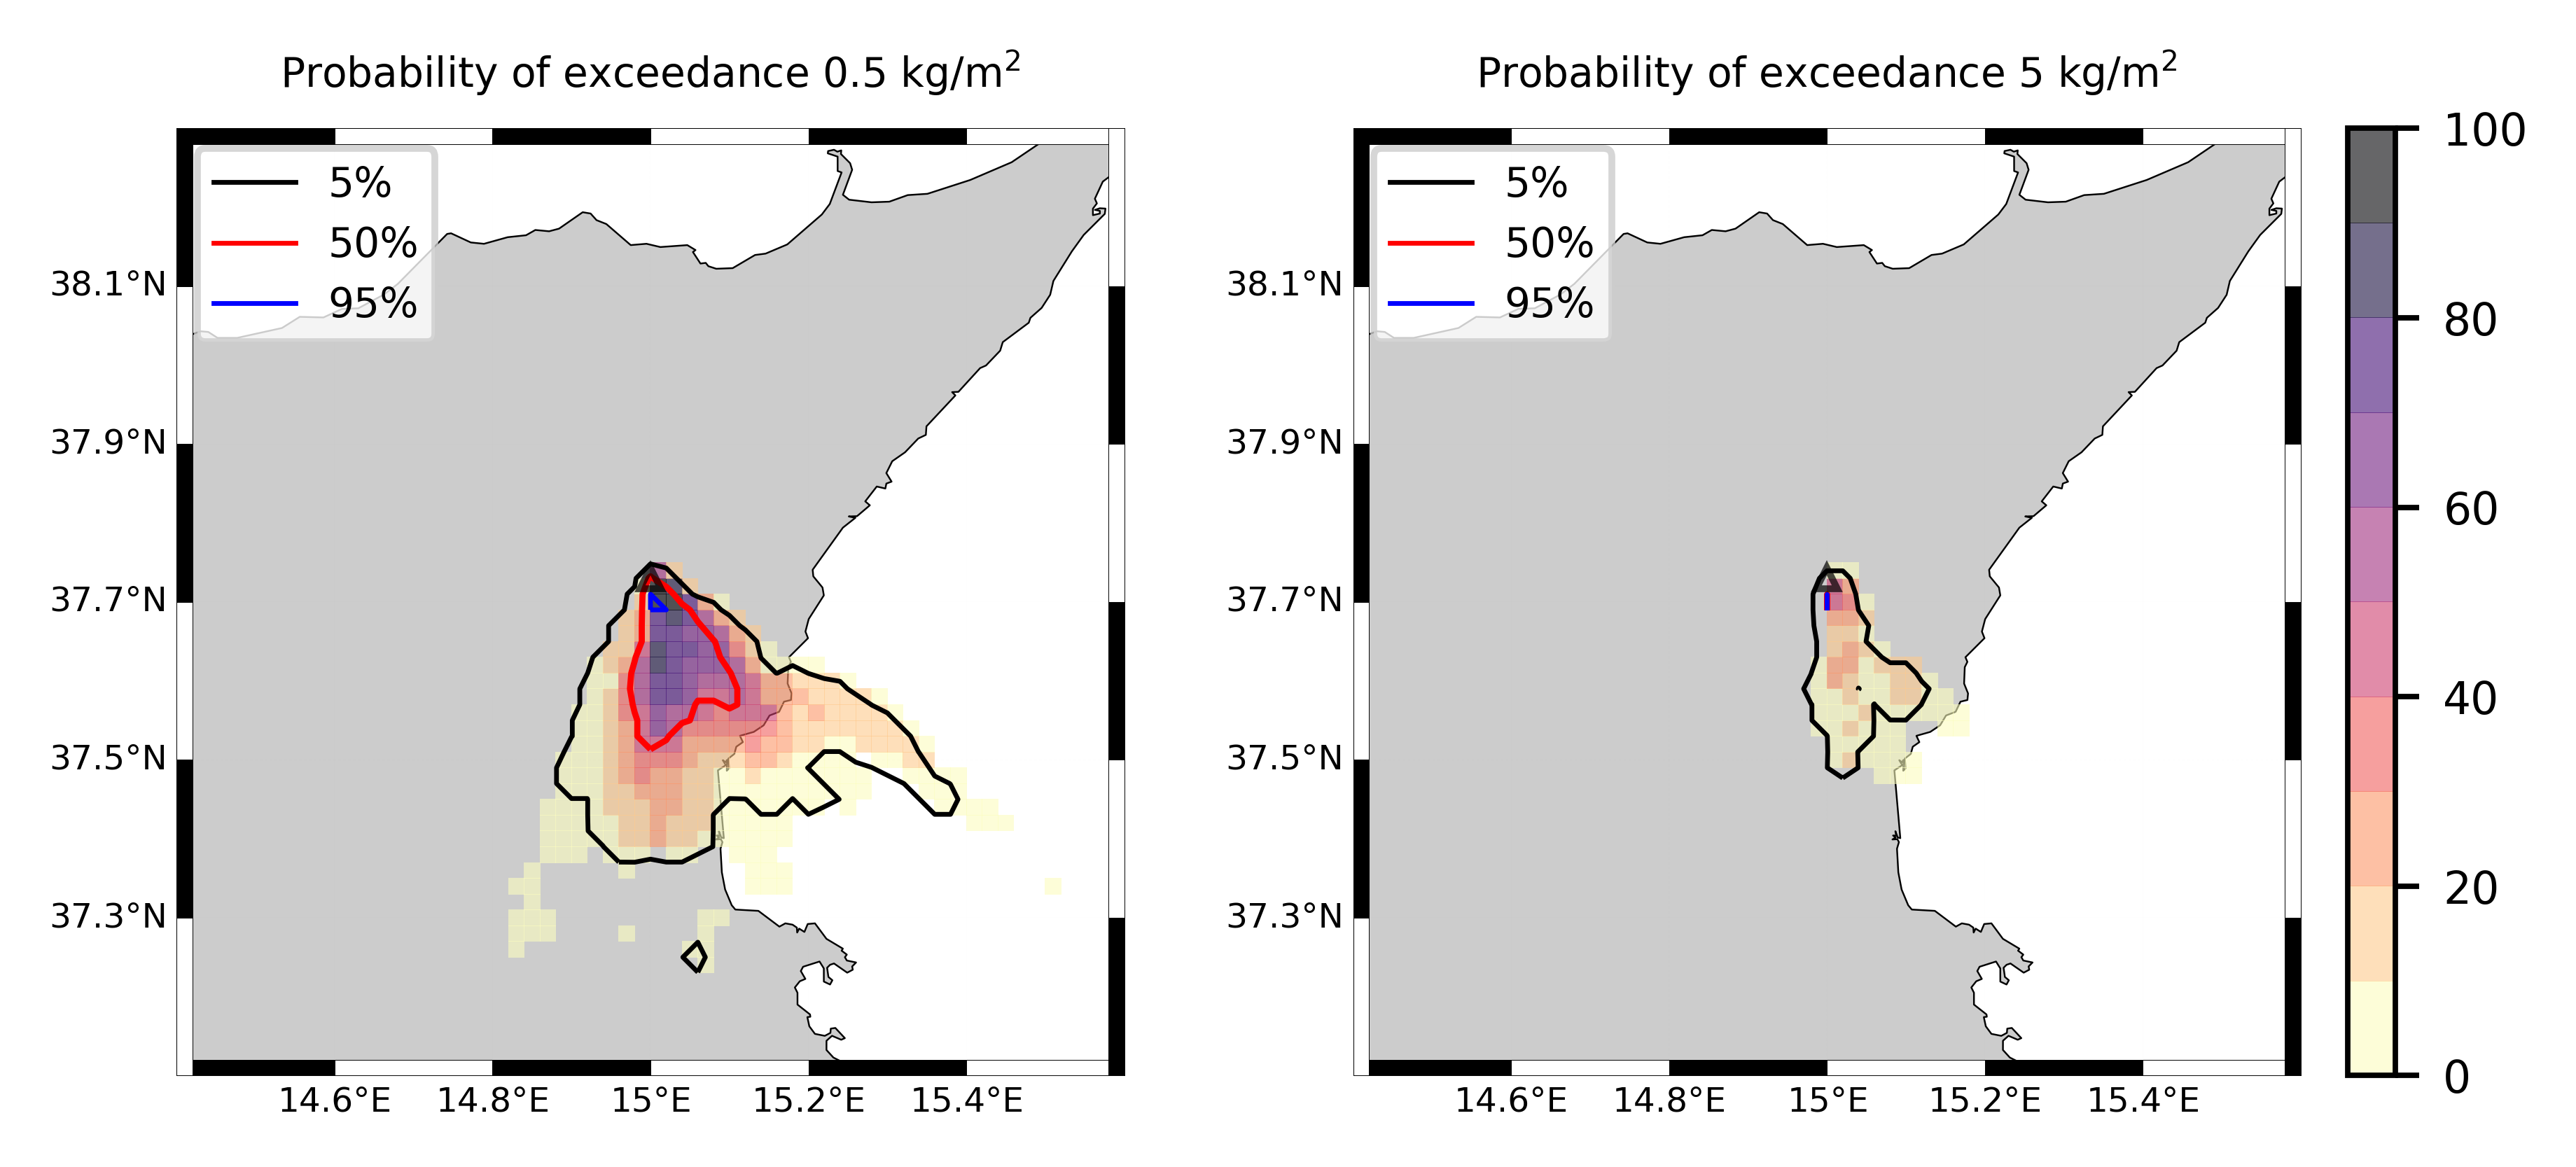 Probability of exceedance 0.5 kg/m²
5%
50%
95%
38.1°N
37.9°N
37.7°N
37.5°N
37.3°N
14.6°E
14.8°E
15°E
15.2°E
15.4°E
Probability of exceedance 5 kg/m²
5%
50%
95%
38.1°N
37.9°N
37.7°N
37.5°N
37.3°N
14.6°E
14.8°E
15°E
15.2°E
15.4°E
100
80
60
40
20
0